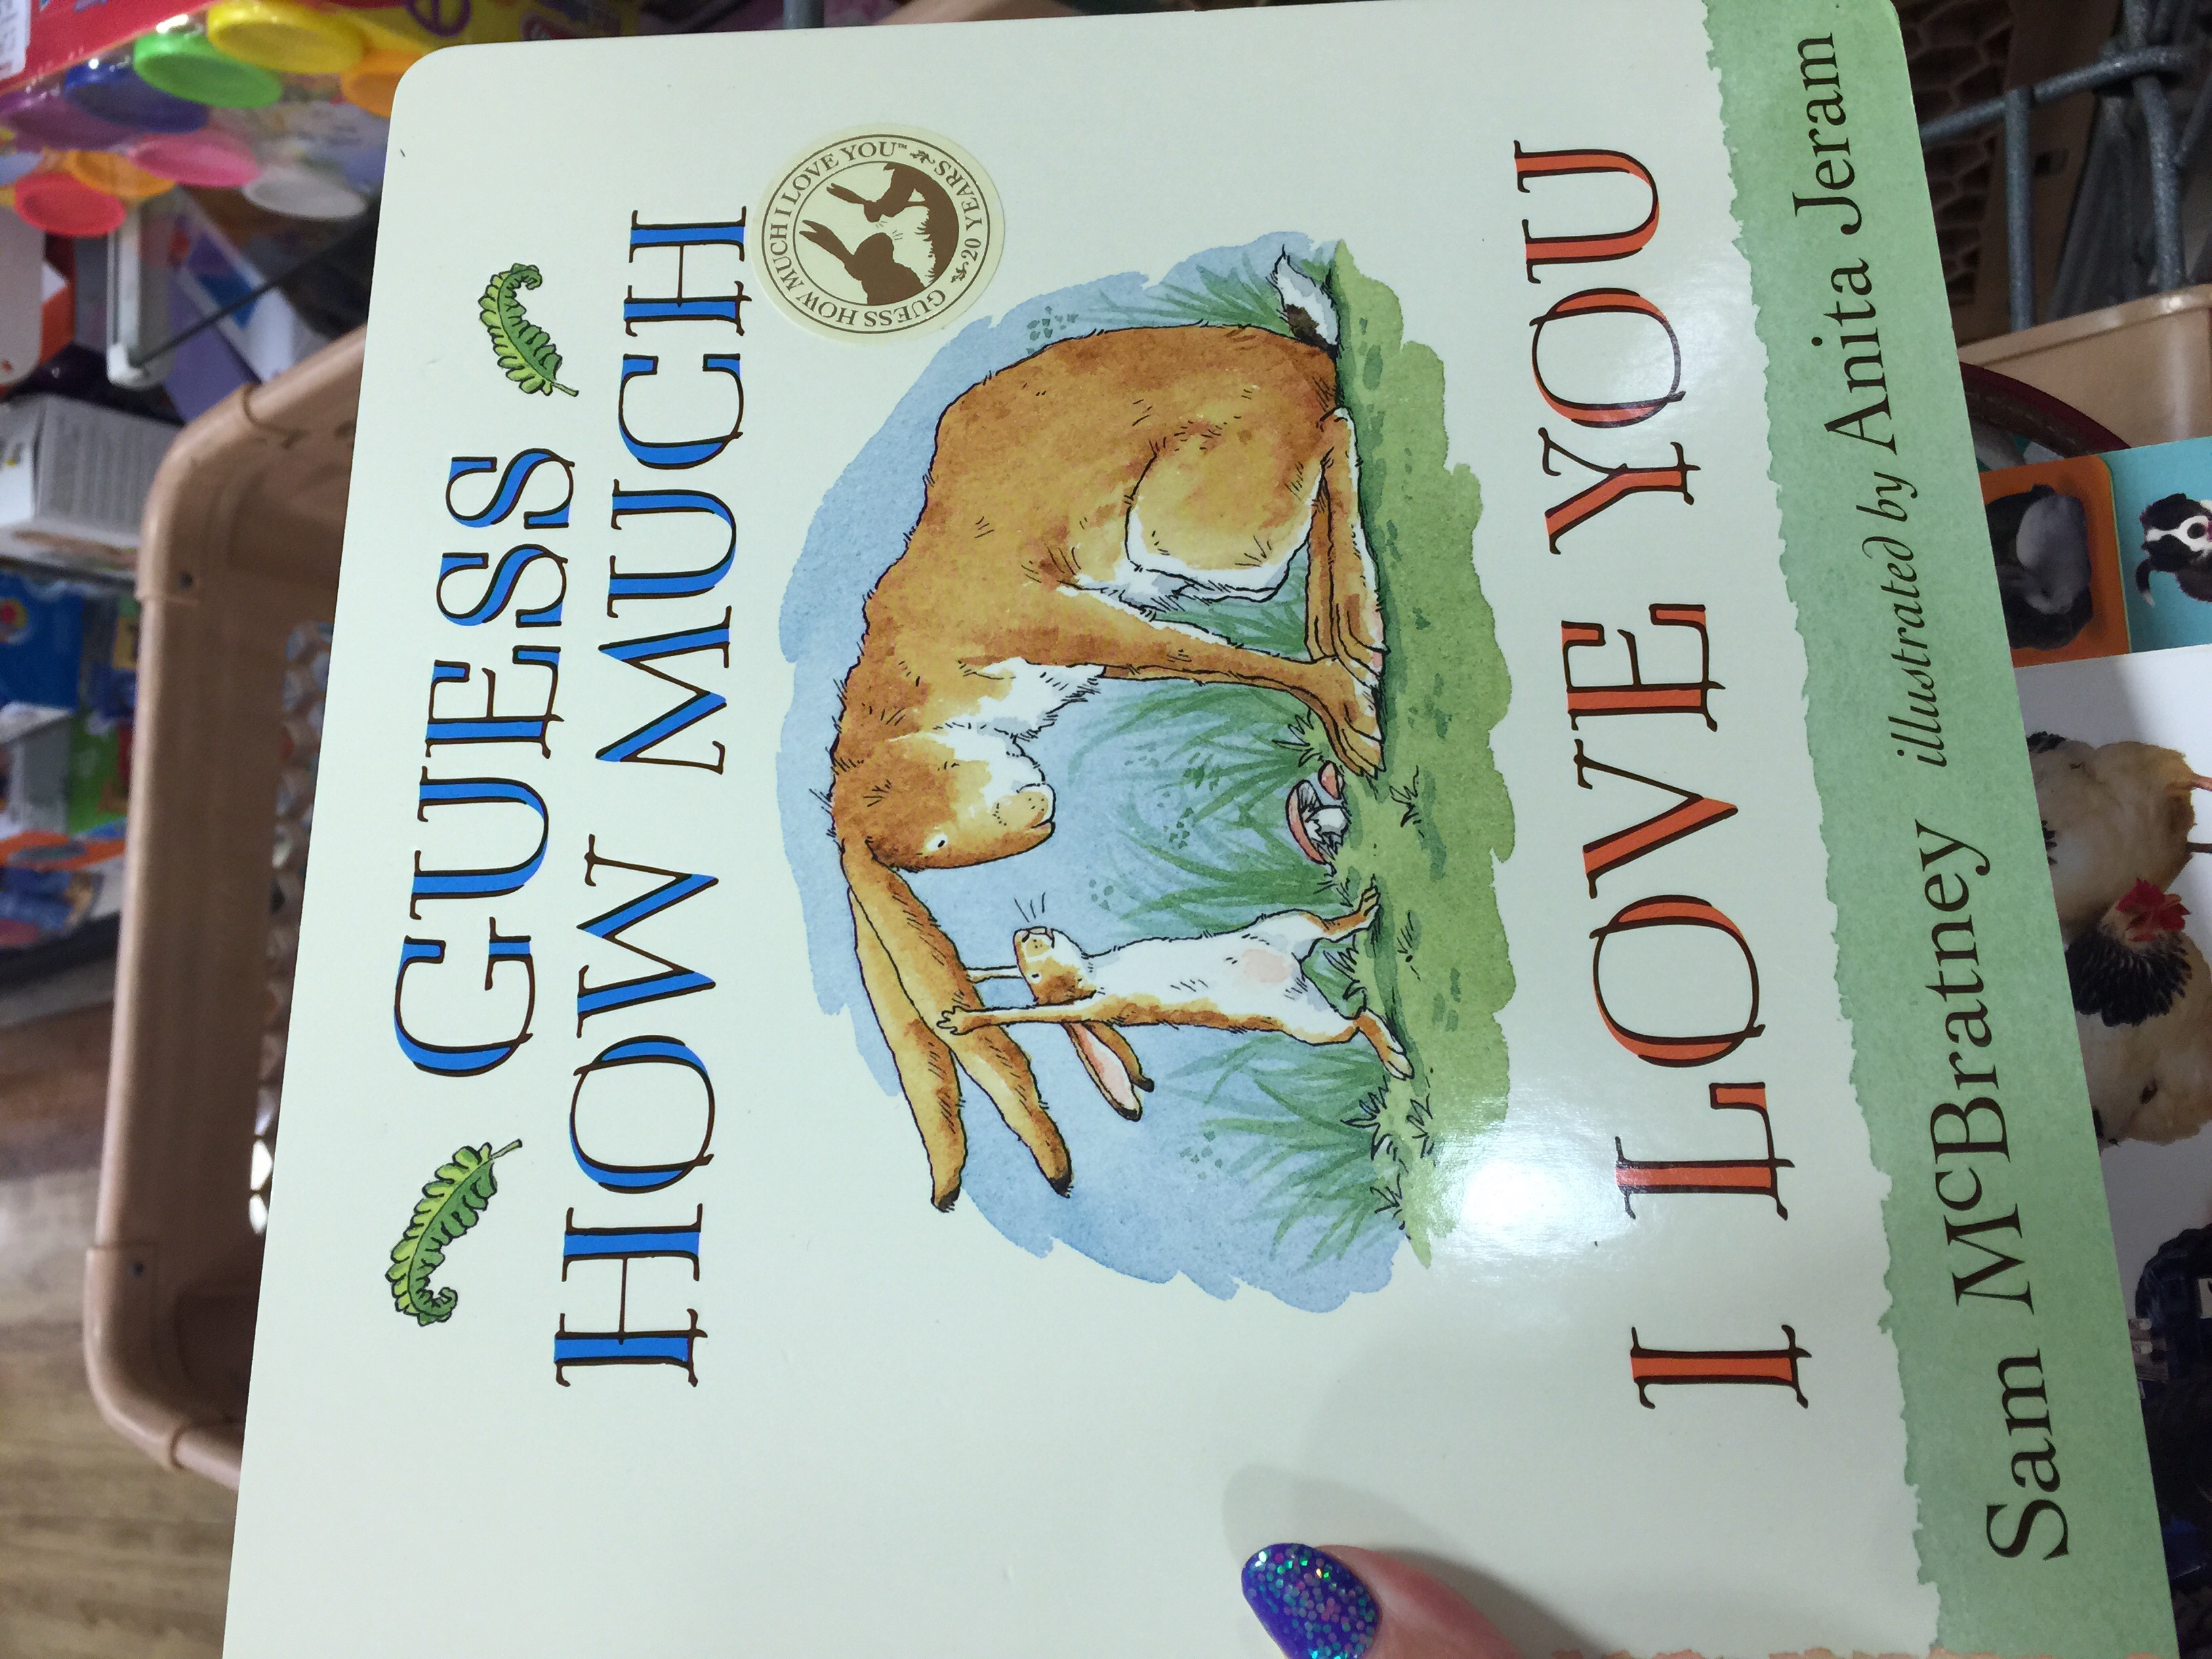 GUESS
HOW MUCH
GUESS HOW MUCH I LOVE YOU™
20 YEARS
I LOVE YOU
Sam McBratney illustrated by Anita Jeram